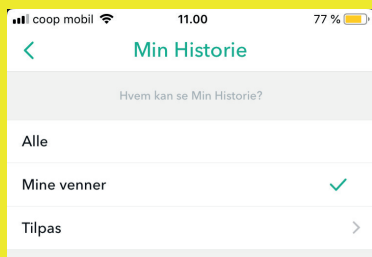 coop mobil 11.00 77 %
Min Historie
Hvem kan se Min Historie?
Alle
Mine venner
Tilpas